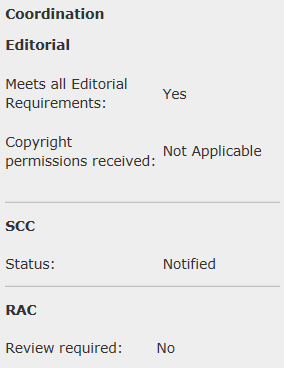 Coordination
Editorial
Meets all Editorial
Requirements: Yes
Copyright
permissions received: Not Applicable
SCC
Status: Notified
RAC
Review required: No